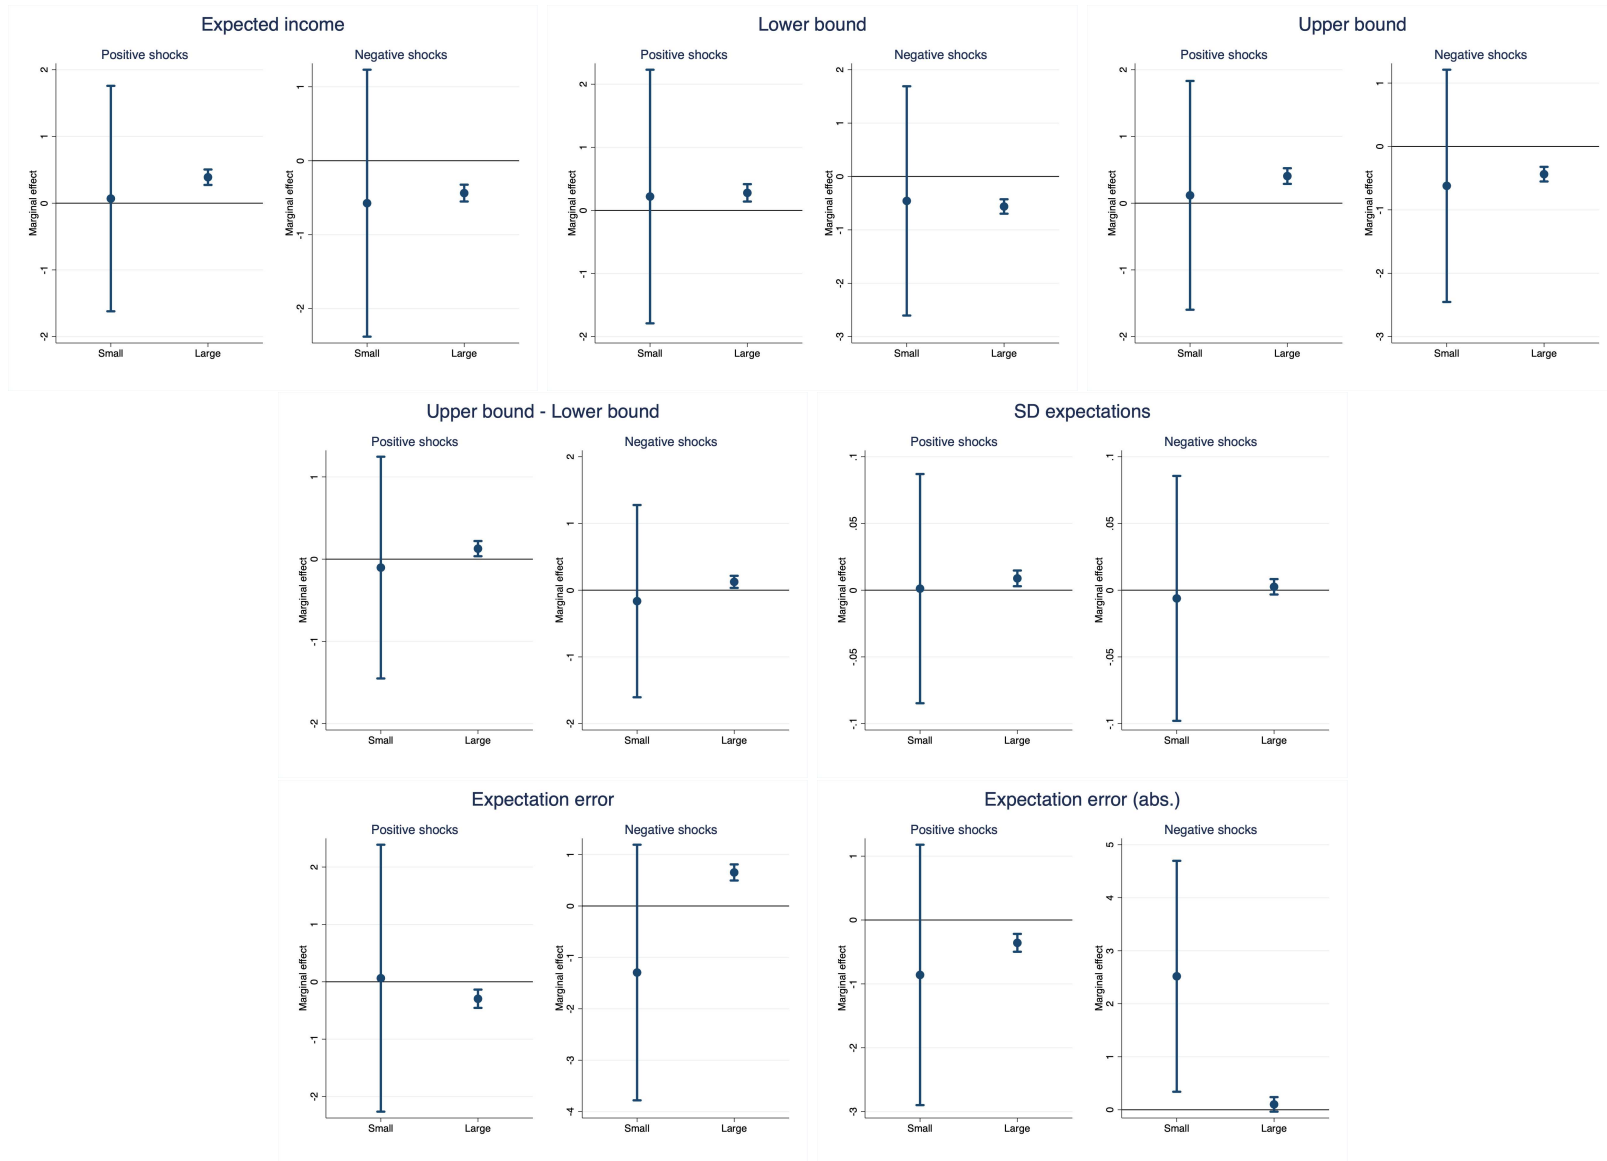 Expected income
Positive shocks
Negative shocks
Marginal effect
2
1
0
-1
-2
Small
Large
Marginal effect
1
0
-1
-2
Small
Large
Lower bound
Positive shocks
Negative shocks
Marginal effect
2
1
0
-1
-2
Small
Large
Marginal effect
2
1
0
-1
-2
-3
Small
Large
Upper bound
Positive shocks
Negative shocks
Marginal effect
2
1
0
-1
-2
Small
Large
Marginal effect
1
0
-1
-2
-3
Small
Large
Upper bound - Lower bound
Positive shocks
Negative shocks
Marginal effect
1
0
-1
-2
Small
Large
Marginal effect
2
1
0
-1
-2
Small
Large
SD expectations
Positive shocks
Negative shocks
Marginal effect
.1
.05
0
-.05
-.1
Small
Large
Marginal effect
.1
.05
0
-.05
-.1
Small
Large
Expectation error
Positive shocks
Negative shocks
Marginal effect
2
1
0
-1
-2
Small
Large
Marginal effect
1
0
-1
-2
-3
-4
Small
Large
Expectation error (abs.)
Positive shocks
Negative shocks
Marginal effect
1
0
-1
-2
-3
Small
Large
Marginal effect
5
4
3
2
1
0
Small
Large